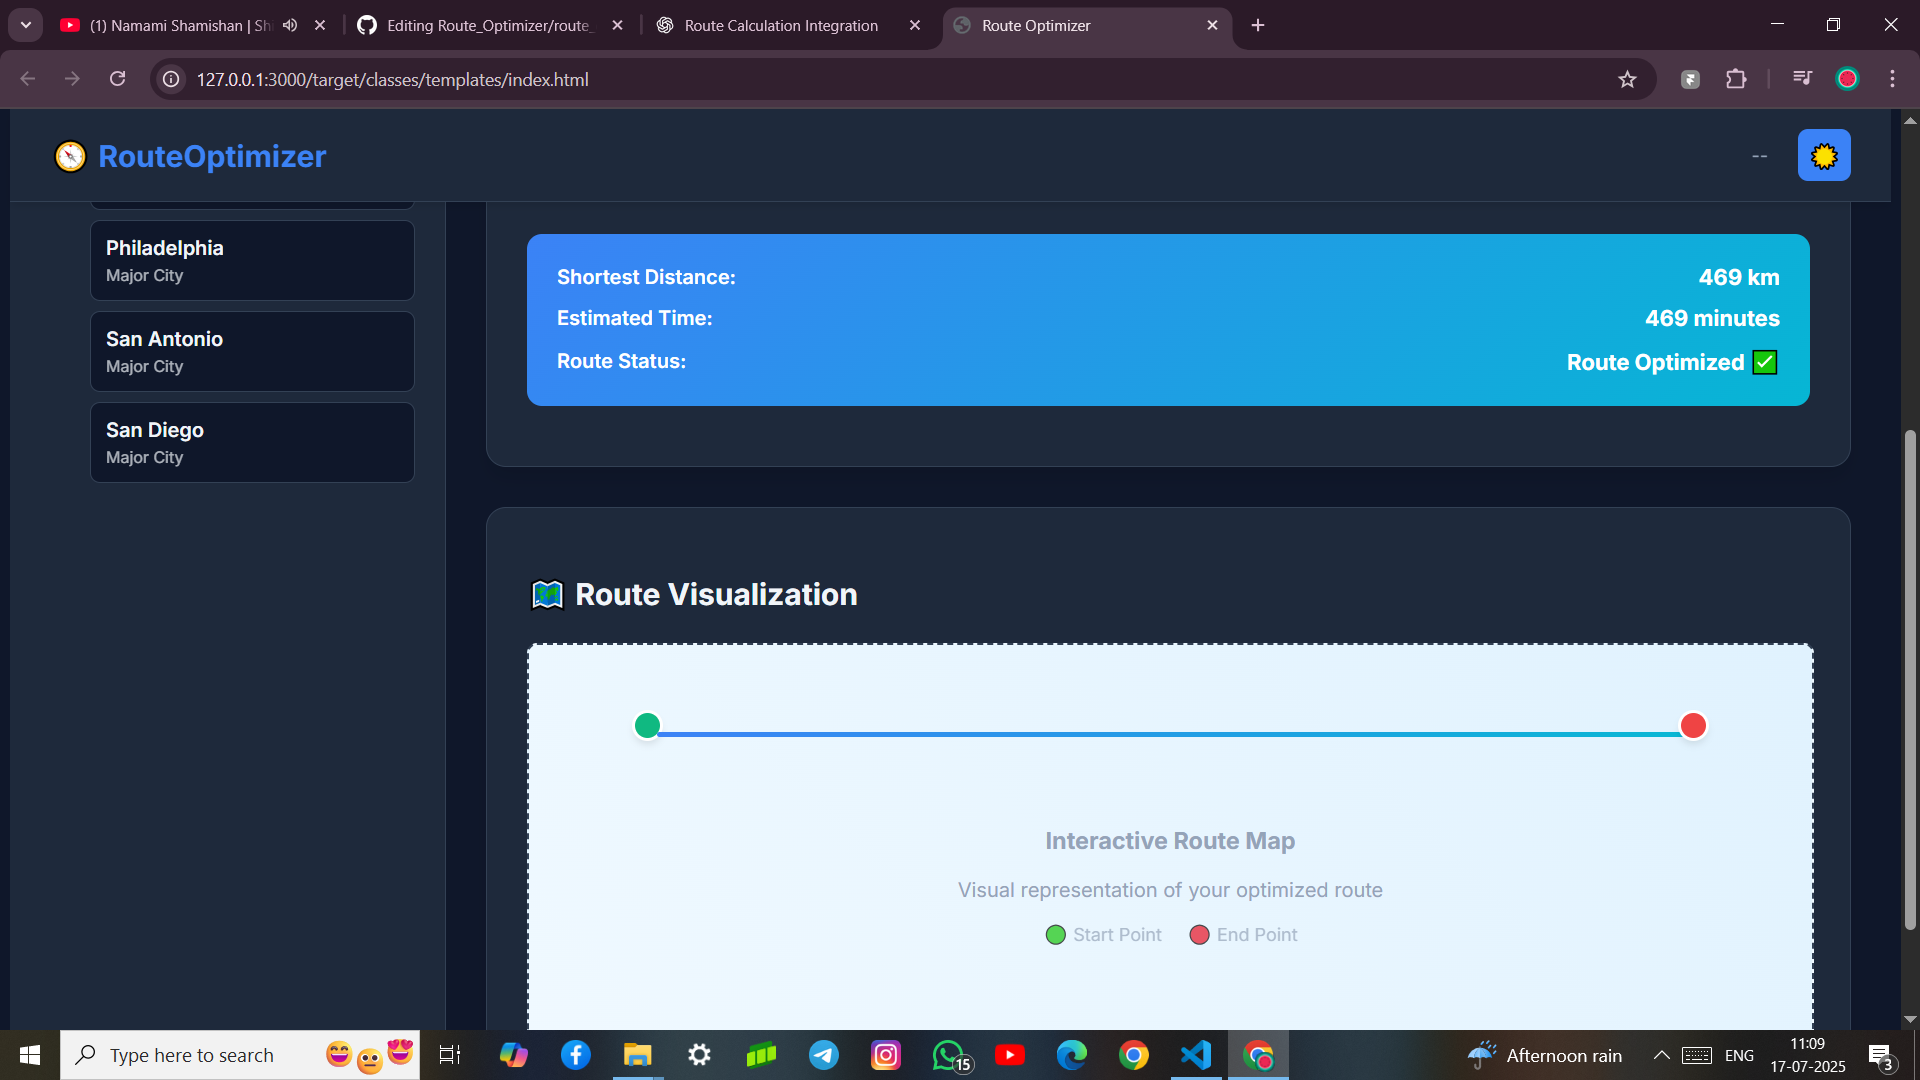 (1) Namami Shamishan | Shi
Editing Route_Optimizer/route_
Route Calculation Integration
Route Optimizer
127.0.0.1:3000/target/classes/templates/index.html
RouteOptimizer
--
Philadelphia
Major City
San Antonio
Major City
San Diego
Major City
Shortest Distance:
469 km
Estimated Time:
469 minutes
Route Status:
Route Optimized ✅
Route Visualization
Interactive Route Map
Visual representation of your optimized route
Start Point
End Point
Type here to search
15
Afternoon rain
ENG
11:09
17-07-2025
3